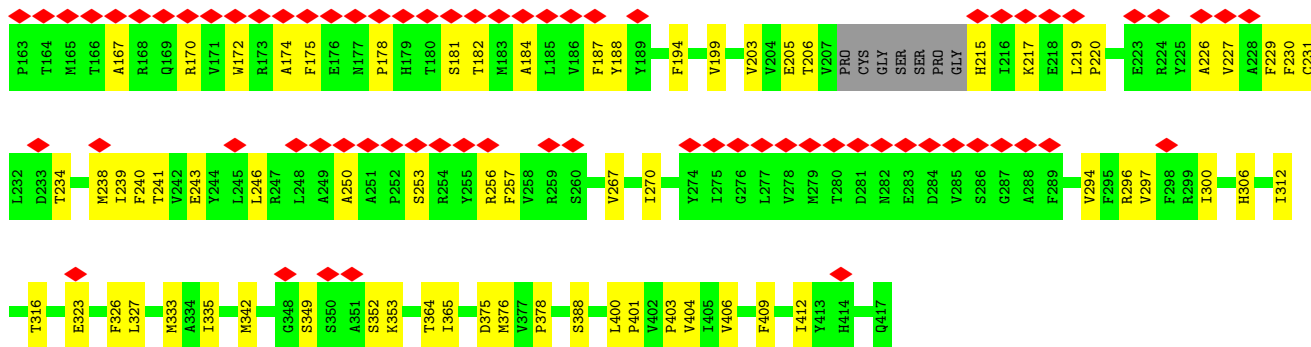 P163 T164 M165 T166 A167 R168 Q169 R170 V171 W172 R173 A174 F175 E176 N177 P178 H179 T180 S181 T182 M183 A184 L185 V186 F187 Y188 Y189 F194 V199 V203 V204 E205 T206 V207 PRO CYS GLY SER SER PRO GLY H215 I216 K217 E218 L219 P220 E223 R224 Y225 A226 V227 A228 F229 F230 C231
L232 D233 T234 M238 I239 F240 T241 V242 E243 Y244 L245 L246 R247 L248 A249 A250 A251 P252 S253 R254 Y255 R256 F257 V258 R259 S260 V267 I270 Y274 I275 G276 L277 V278 M279 T280 D281 N282 E283 D284 V285 S286 G287 A288 F289 V294 F295 R296 V297 F298 R299 I300 H306 I312
T316 E323 F326 L327 M333 A334 I335 M342 G348 S349 S350 A351 S352 K353 T364 I365 D375 M376 V377 P378 S388 L400 P401 V402 P403 V404 I405 V406 F409 I412 Y413 H414 Q417